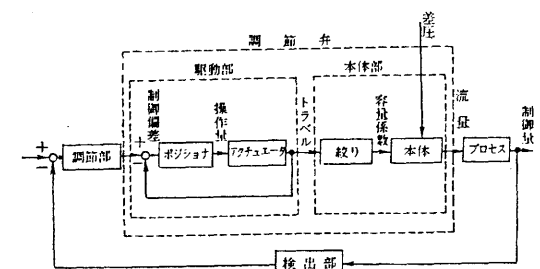 差圧
調節弁
駆動部
本体部
制御偏差
操作量
トラベル
容量係数
流量
制御量
調節部
ポジショナ
アクチュエータ
絞り
本体
プロセス
検出部